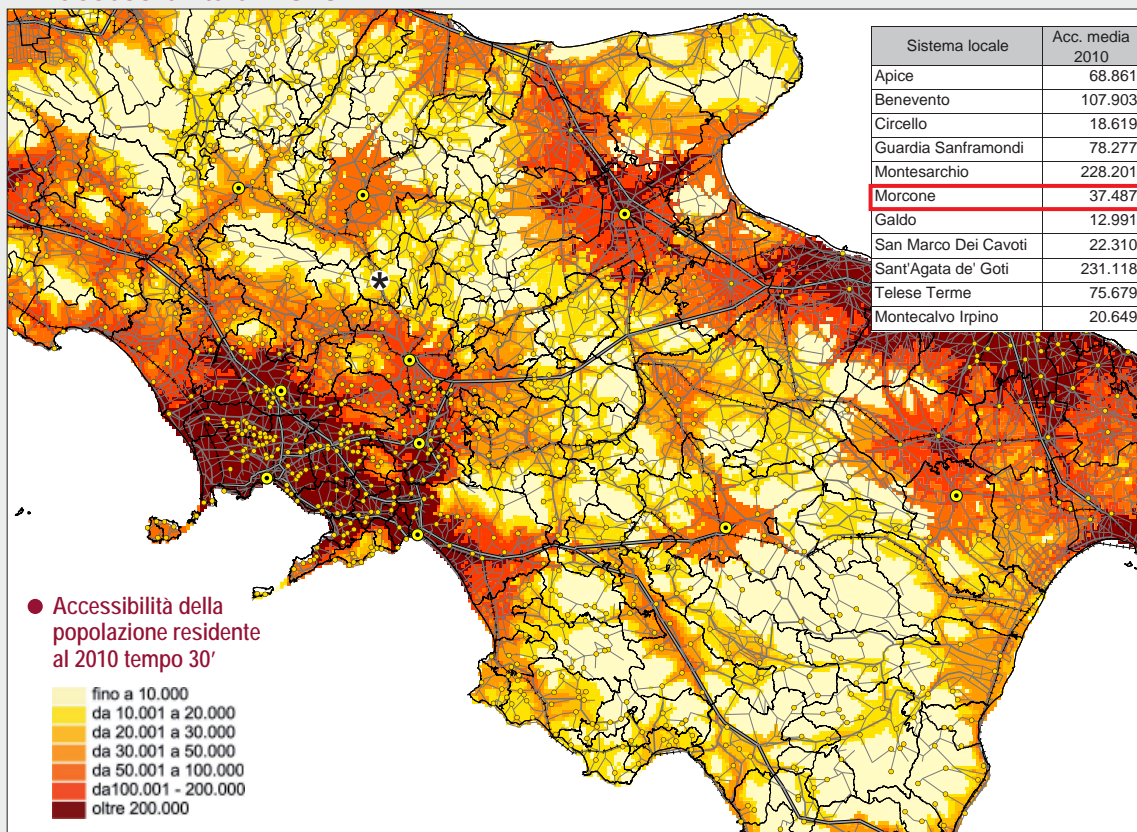 Sistema locale Acc. media 2010
Apice 68.861
Benevento 107.903
Circello 18.619
Guardia Sanframondi 78.277
Montesarchio 228.201
Morcone 37.487
Galdo 12.991
San Marco Dei Cavoti 22.310
Sant'Agata de' Goti 231.118
Telese Terme 75.679
Montecalvo Irpino 20.649
*
Accessibilità della
popolazione residente
al 2010 tempo 30'
fino a 10.000
da 10.001 a 20.000
da 20.001 a 30.000
da 30.001 a 50.000
da 50.001 a 100.000
da100.001 - 200.000
oltre 200.000